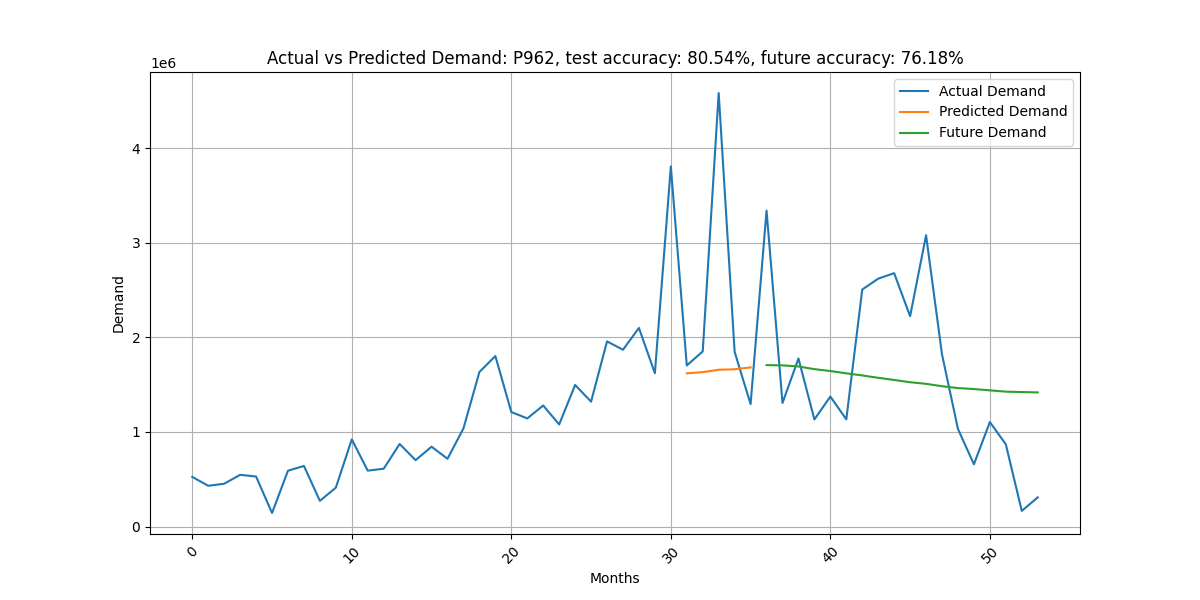 Actual vs Predicted Demand: P962, test accuracy: 80.54%, future accuracy: 76.18%
1e6
Actual Demand
Predicted Demand
Future Demand
4
3
2
1
0
Demand
0
10
20
30
40
50
Months